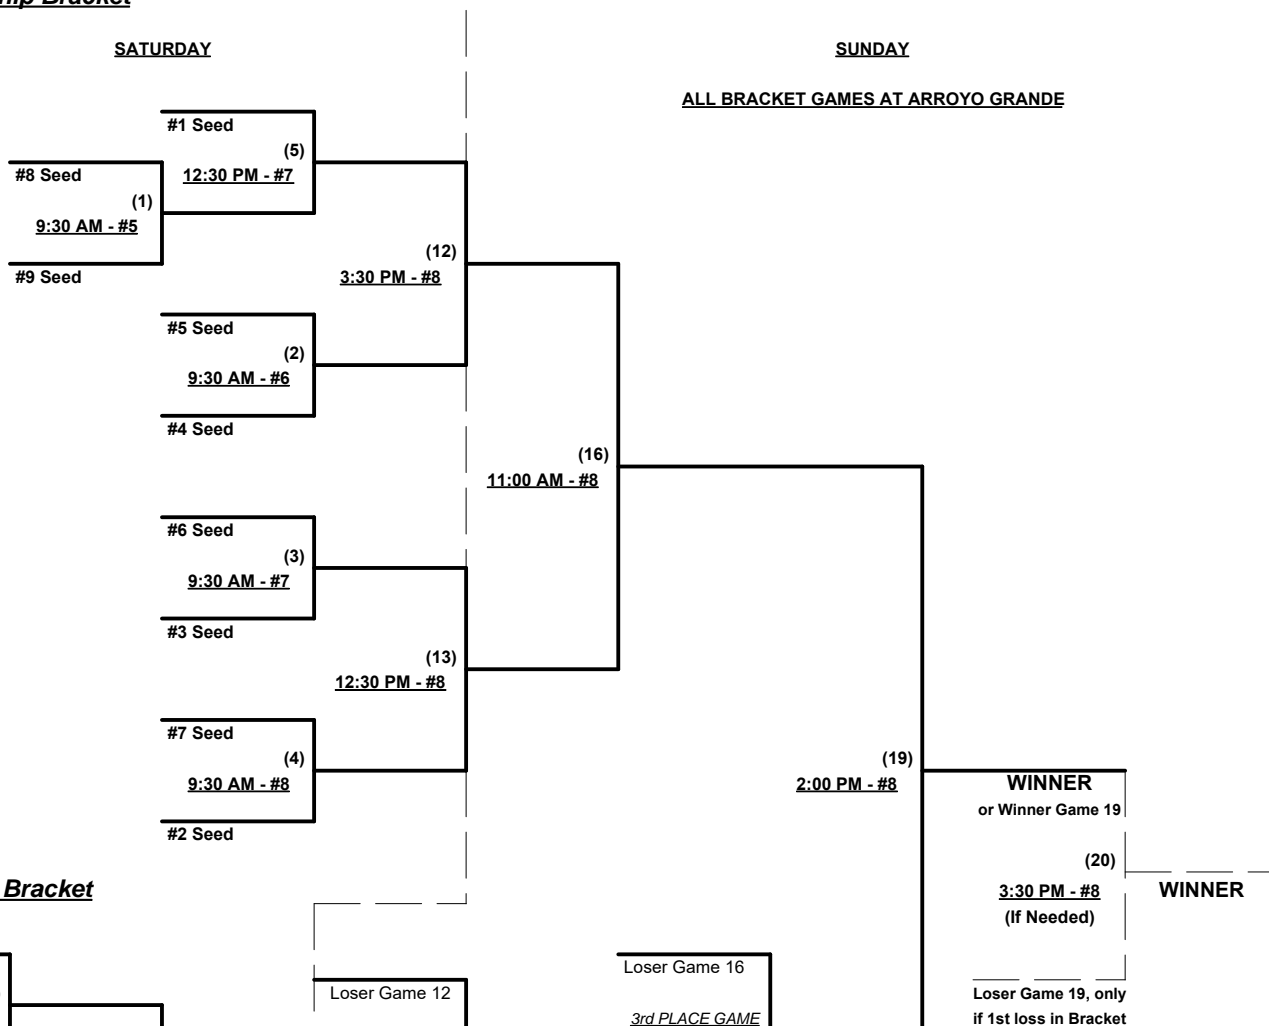 Bracket
SATURDAY
SUNDAY
ALL BRACKET GAMES AT ARROYO GRANDE
#1 Seed
(5)
#8 Seed
12:30 PM - #7
(1)
9:30 AM - #5
(12)
#9 Seed
3:30 PM - #8
#5 Seed
(2)
9:30 AM - #6
#4 Seed
(16)
11:00 AM - #8
#6 Seed
(3)
9:30 AM - #7
#3 Seed
(13)
12:30 PM - #8
#7 Seed
(4)
(19)
9:30 AM - #8
2:00 PM - #8
WINNER
or Winner Game 19
#2 Seed
(20)
Bracket
3:30 PM - #8
WINNER
(If Needed)
Loser Game 16
Loser Game 12
Loser Game 19, only
3rd PLACE GAME
if 1st loss in Bracket